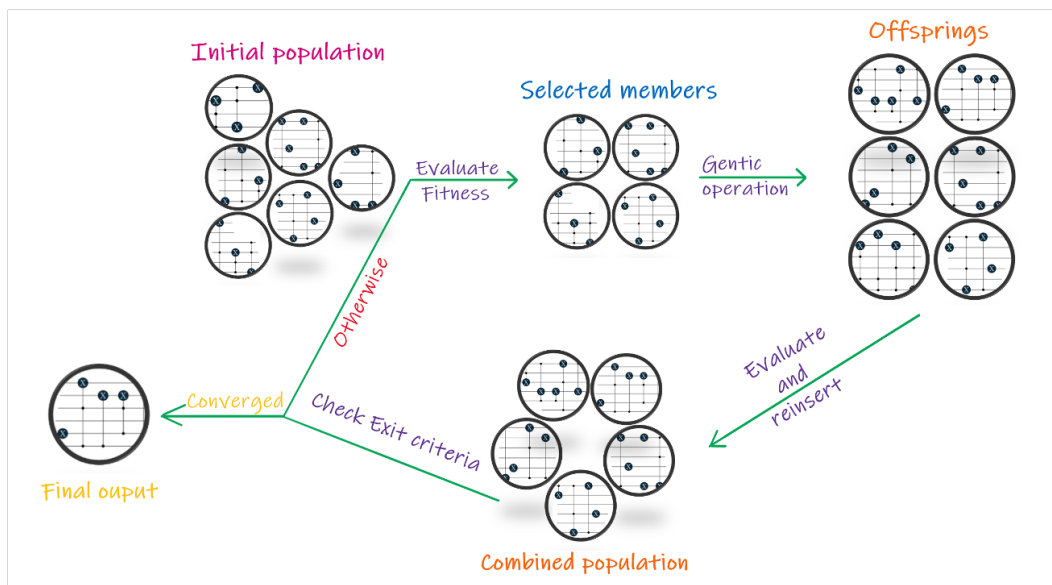 Initial population
Selected members
Offsprings
Evaluate
Fitness
Gentic
operation
Otherwise
Evaluate
and
reinsert
Converged
Check Exit criteria
Final ouput
Combined population